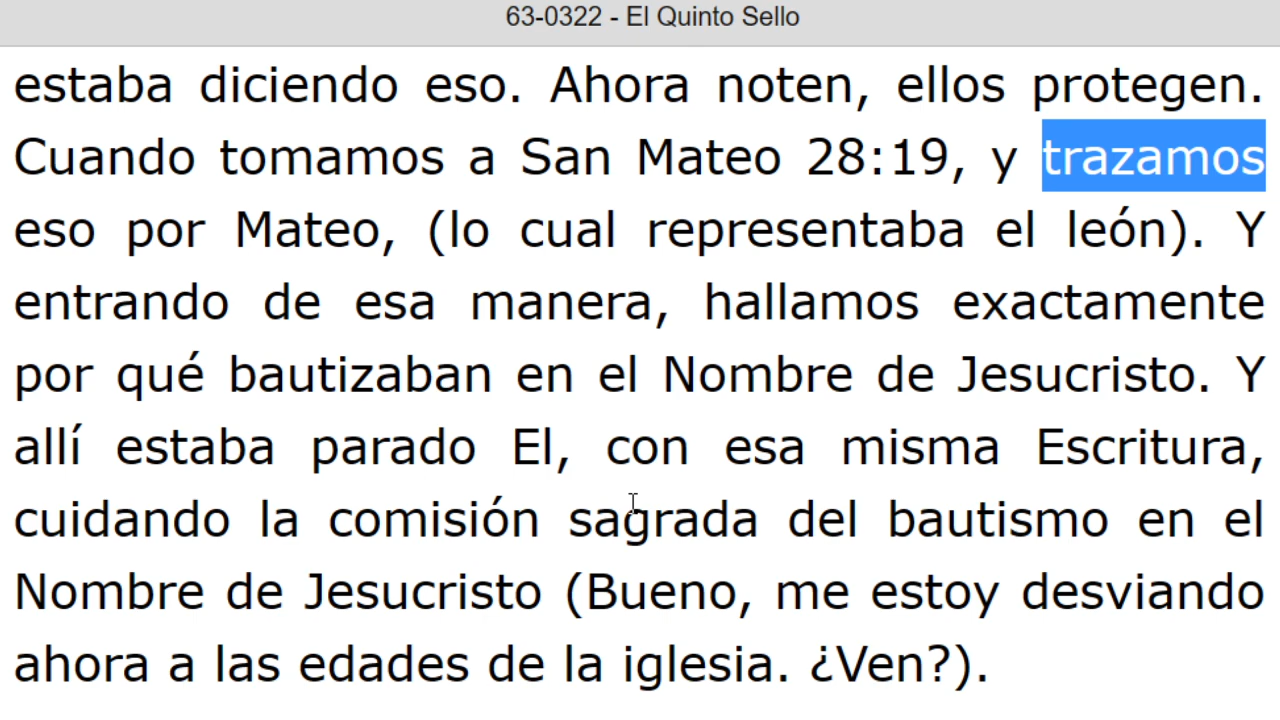 63-0322 - El Quinto Sello
estaba diciendo eso. Ahora noten, ellos protegen.
Cuando tomamos a San Mateo 28:19, y trazamos
eso por Mateo, (lo cual representaba el león). Y
entrando de esa manera, hallamos exactamente
por qué bautizaban en el Nombre de Jesucristo. Y
allí estaba parado El, con esa misma Escritura,
cuidando la comisión sagrada del bautismo en el
Nombre de Jesucristo (Bueno, me estoy desviando
ahora a las edades de la iglesia. ¿Ven?).